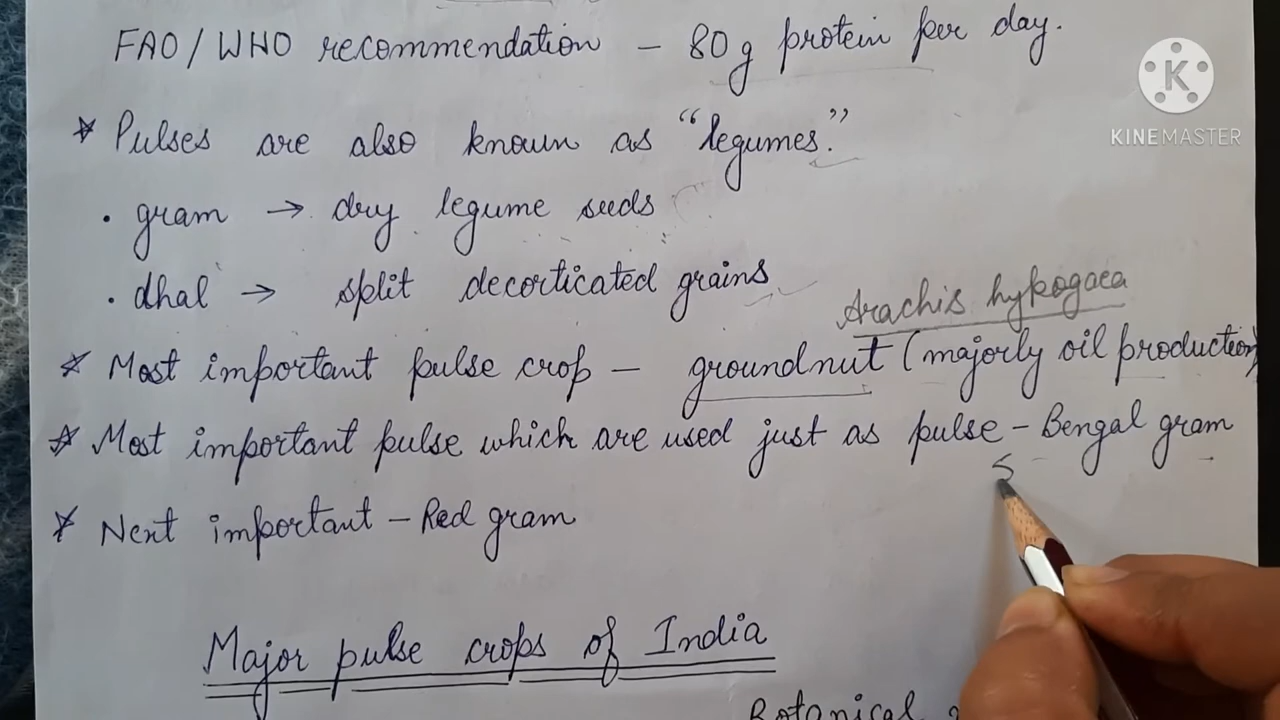 FAO/WHO recommendation - 80g protein per day.
K
KINEMASTER
* Pulses are also known as "legumes."
. gram → dry legume seeds
. dhal → split decorticated grains
Arachis hypogaea
* Most important pulse crop - groundnut (majorly oil production)
* Most important pulse which are used just as pulse - Bengal gram
* Next important - Red gram
Major pulse crops of India
Botanical